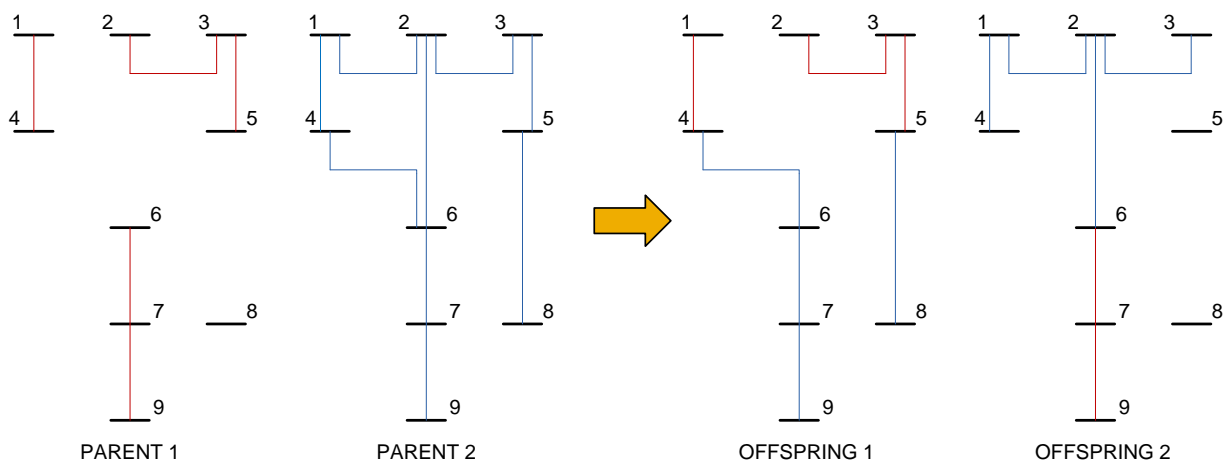 1 2 3 1 2 3 1 2 3 1 2 3
4 5 4 5 4 5 4 5
6 6 6 6
7 8 7 8 7 8 7 8
9 9 9 9
PARENT 1 PARENT 2 OFFSPRING 1 OFFSPRING 2